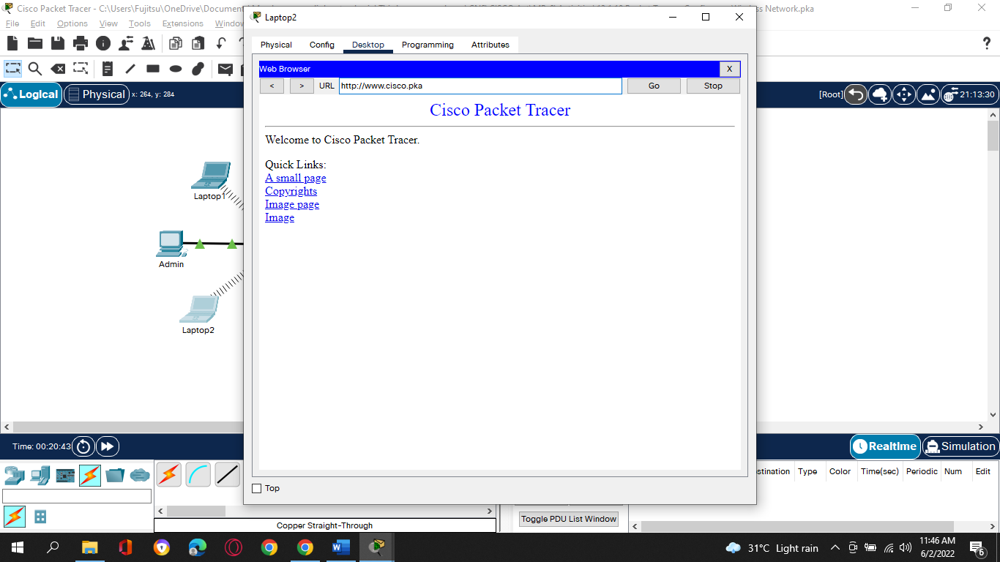 Cisco Packet Tracer - C:\Users\Fujitsu\OneDrive\Document
Network.pka
File Edit Options View Tools Extensions Window
Laptop2
Physical Config Desktop Programming Attributes
Web Browser X
< > URL http://www.cisco.pka Go Stop
Cisco Packet Tracer
Welcome to Cisco Packet Tracer.
Quick Links:
A small page
Copyrights
Image page
Image
Top
Logical Physical x: 264, y: 284
[Root] 21:13:30
Laptop1
Admin
Laptop2
Time: 00:20:43
Realtime Simulation
stination Type Color Time(sec) Periodic Num Edit
Toggle PDU List Window
Copper Straight-Through
31°C Light rain
11:46 AM
6/2/2022
6